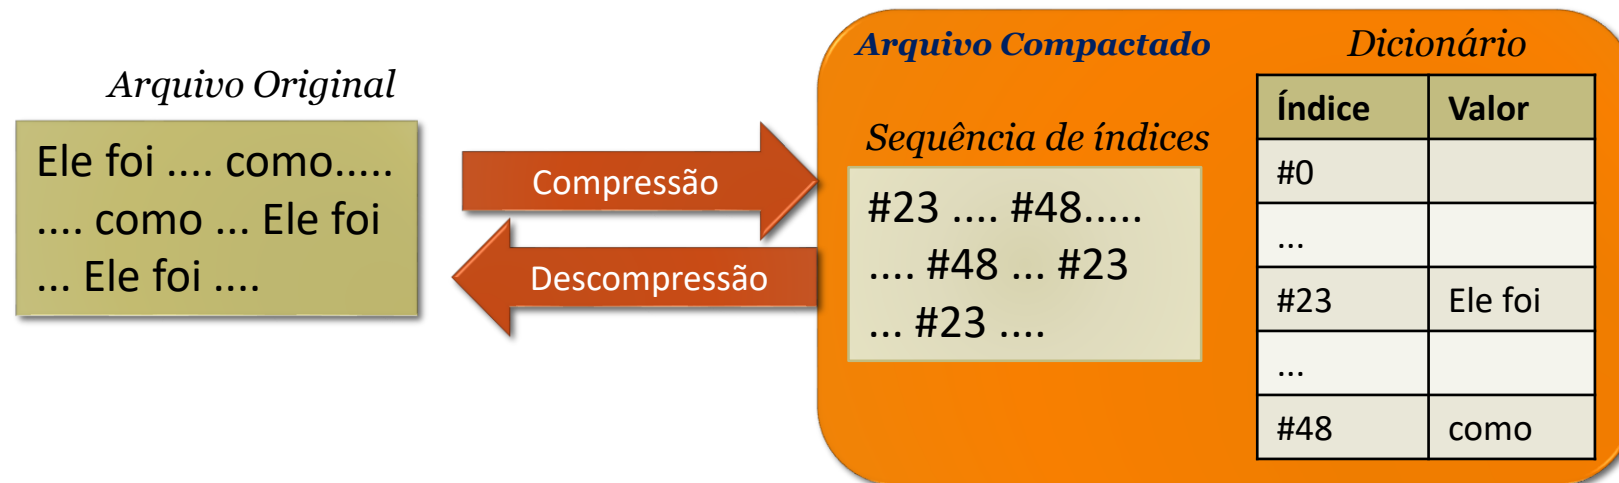 Arquivo Original
Ele foi .... como.....
.... como ... Ele foi
... Ele foi ....
Compressão
Descompressão
Arquivo Compactado
Sequência de índices
#23 .... #48.....
.... #48 ... #23
... #23 ....
Dicionário
Índice Valor
#0
...
#23 Ele foi
...
#48 como